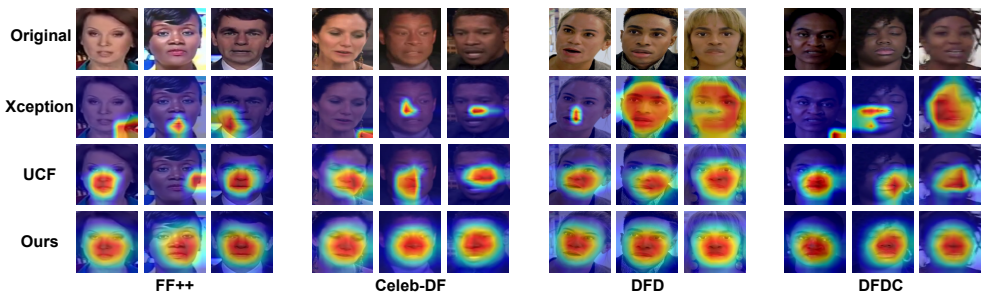 Original
Xception
UCF
Ours
FF++ Celeb-DF DFD DFDC